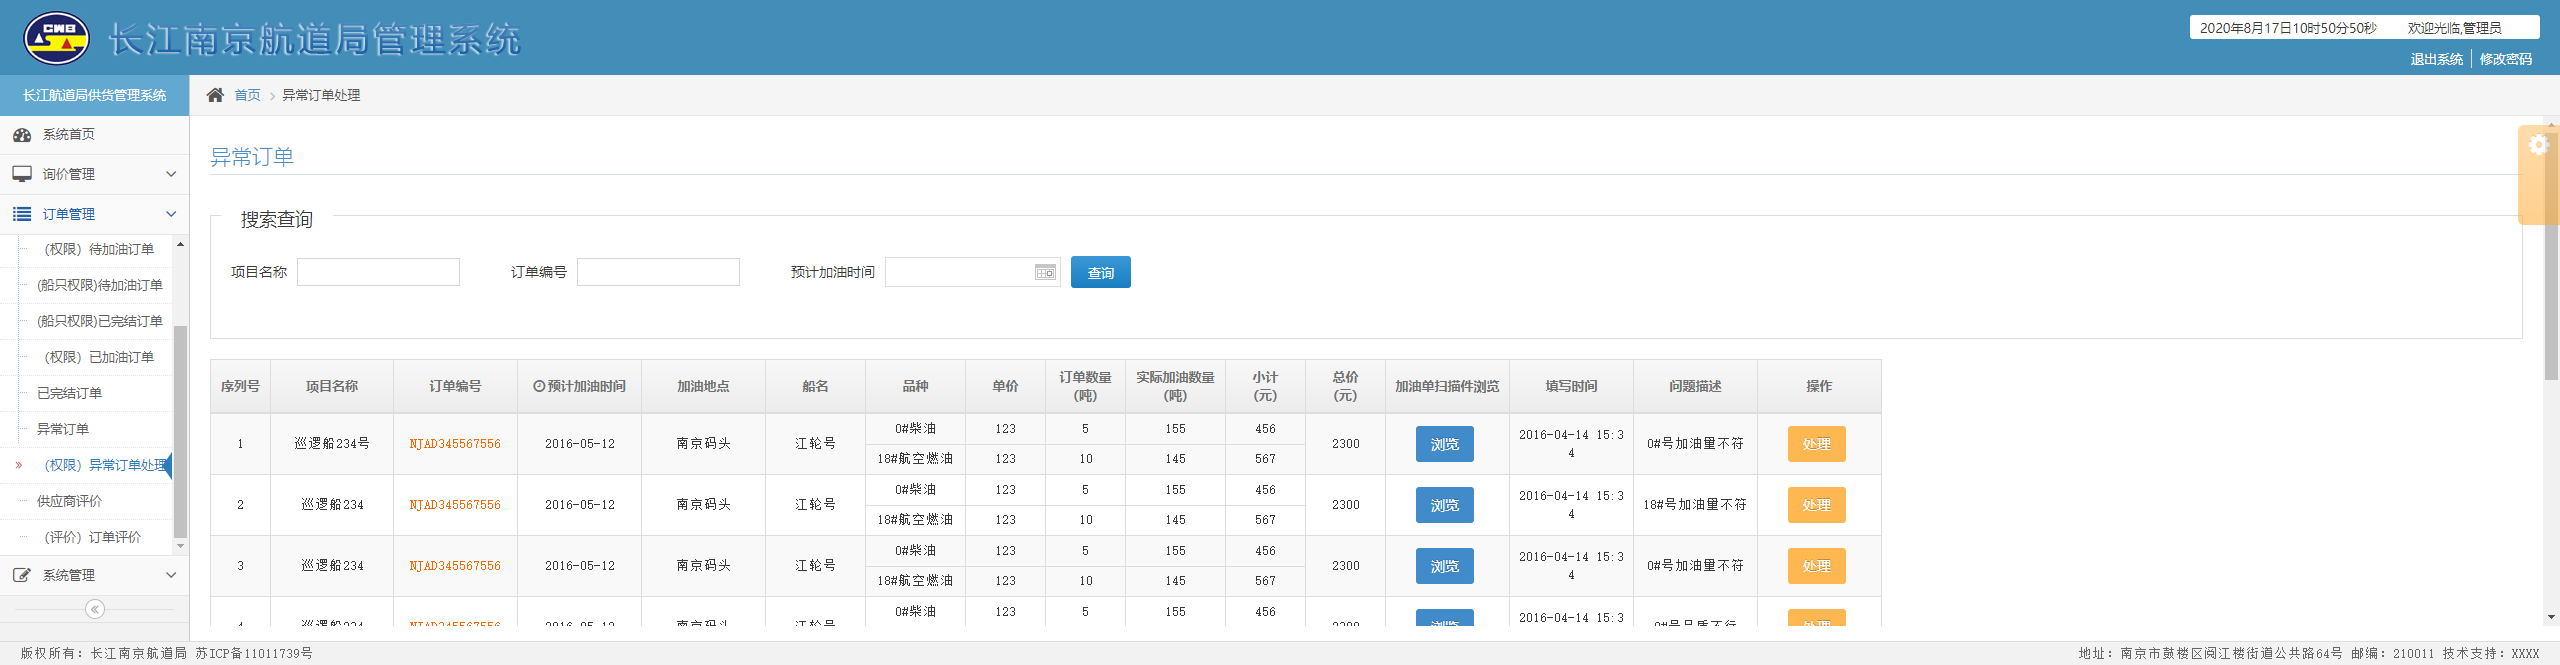 CWB 长江南京航道局管理系统
2020年8月17日10时50分50秒 欢迎光临,管理员
退出系统 修改密码
长江航道局供货管理系统
首页 异常订单处理
系统首页
询价管理
订单管理
（权限）待加油订单
(船只权限)待加油订单
(船只权限)已完结订单
（权限）已加油订单
已完结订单
异常订单
（权限）异常订单处理
供应商评价
（评价）订单评价
系统管理
异常订单
搜索查询
项目名称 订单编号 预计加油时间 查询
序列号 项目名称 订单编号 预计加油时间 加油地点 船名 品种 单价 订单数量(吨) 实际加油数量(吨) 小计(元) 总价(元) 加油单扫描件浏览 填写时间 问题描述 操作
1 巡逻船234号 NJAD345567556 2016-05-12 南京码头 江轮号 0#柴油 123 5 155 456 2300 浏览 2016-04-14 15:34 0#号加油量不符 处理
18#航空燃油 123 10 145 567
2 巡逻船234 NJAD345567556 2016-05-12 南京码头 江轮号 0#柴油 123 5 155 456 2300 浏览 2016-04-14 15:34 18#号加油量不符 处理
18#航空燃油 123 10 145 567
3 巡逻船234 NJAD345567556 2016-05-12 南京码头 江轮号 0#柴油 123 5 155 456 2300 浏览 2016-04-14 15:34 0#号加油量不符 处理
18#航空燃油 123 10 145 567
4 巡逻船234 NJAD345567556 2016-05-12 南京码头 江轮号 0#柴油 123 5 155 456 2300 浏览 2016-04-14 15:3 处理
版权所有：长江南京航道局 苏ICP备11011739号
地址：南京市鼓楼区阅江楼街道公共路64号 邮编：210011 技术支持：XXXX